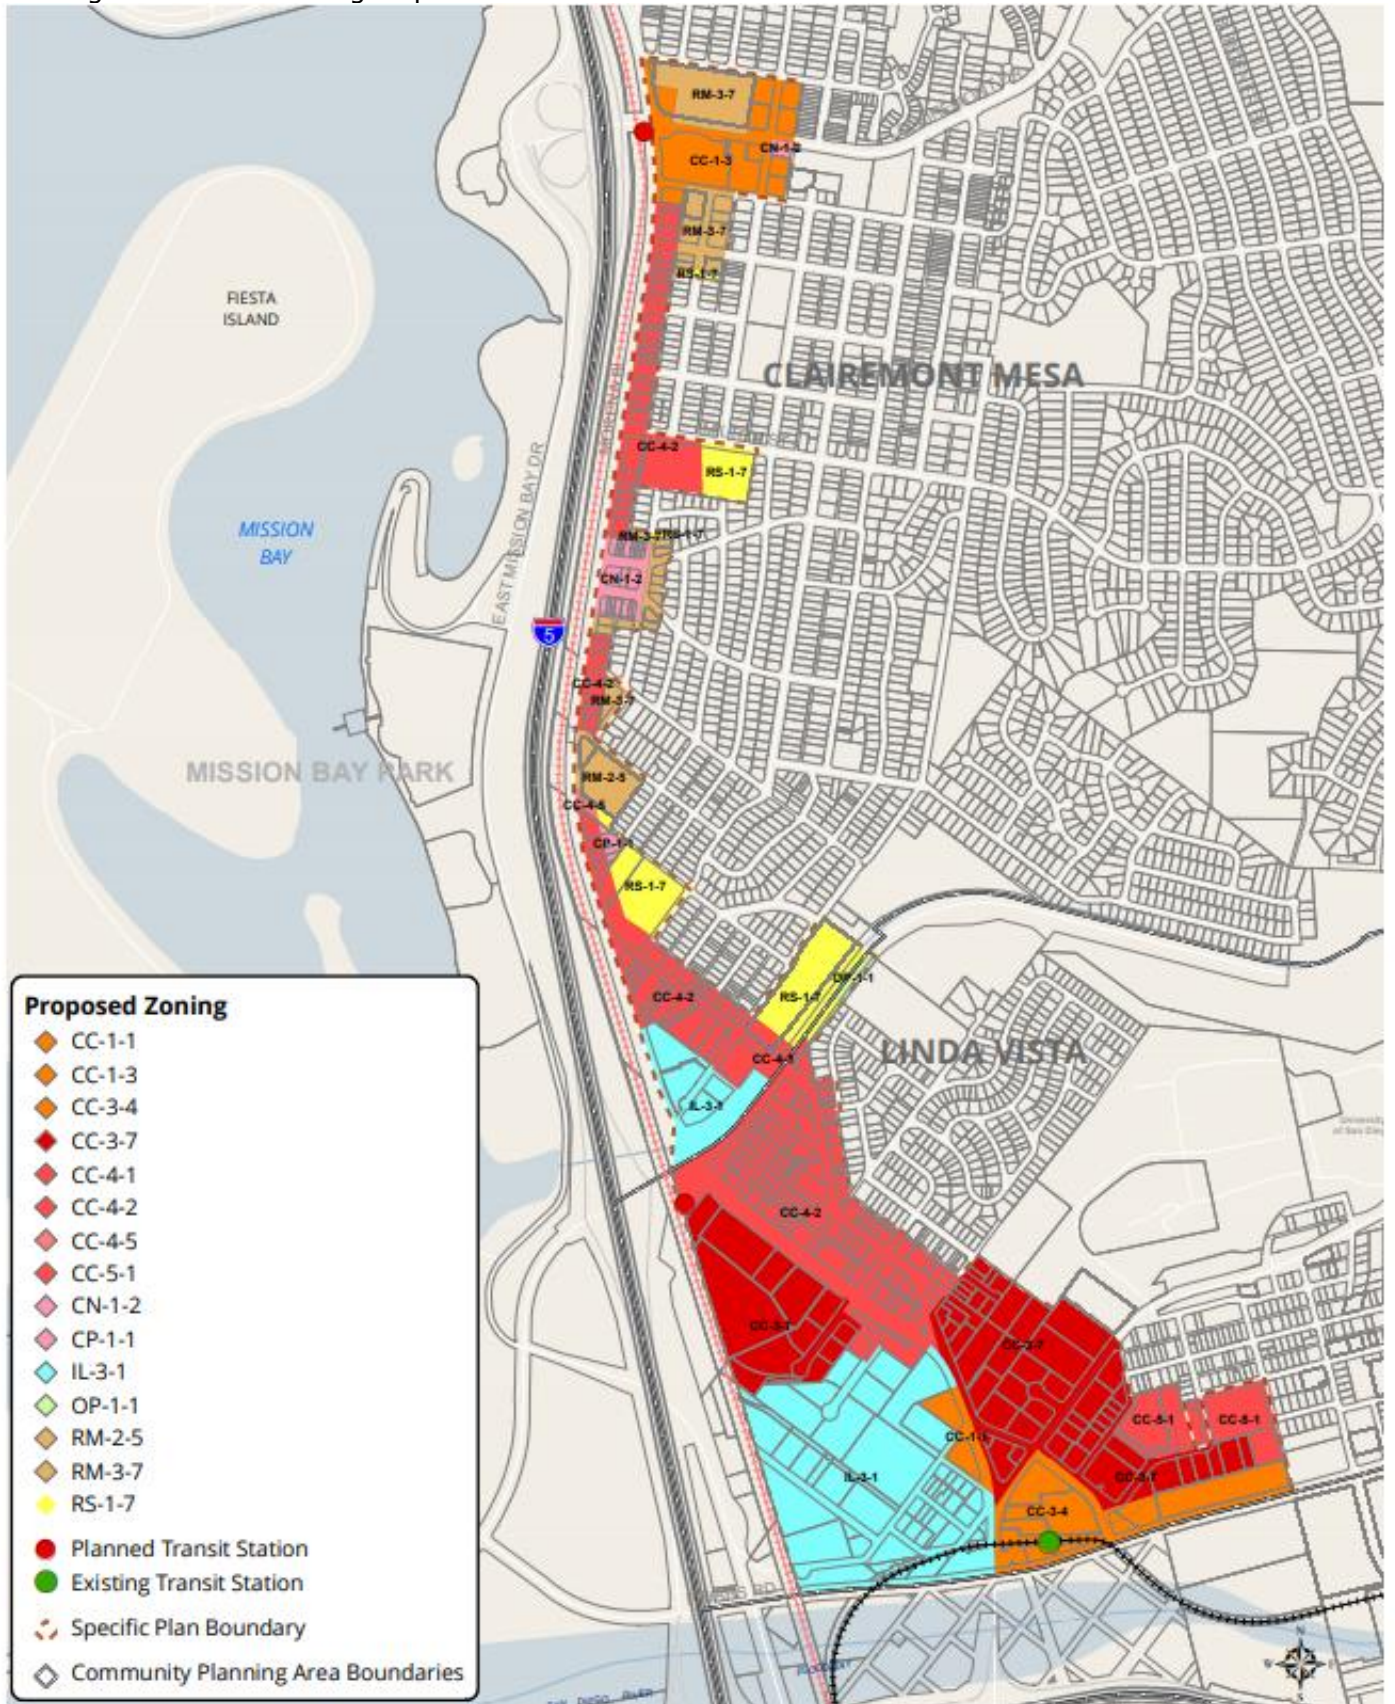 RM-3-7
CN-1-2
CC-1-3
RM-3-7
RS-1-7
FIESTA
ISLAND
CLAIREMONT MESA
CC-4-2
RS-1-7
EAST MISSION BAY DR
MISSION
BAY
RM-3-7
RS-1-7
CN-1-2
5
CC-4-2
RM-3-7
MISSION BAY PARK
RM-2-5
CC-4-5
CP-1-1
RS-1-7
OP-1-1
CC-4-2
RS-1-7
LINDA VISTA
IL-3-1
CC-4-2
CC-3-7
CC-5-1
CC-5-1
IL-3-1
CC-3-7
CC-3-4
Proposed Zoning
CC-1-1
CC-1-3
CC-3-4
CC-3-7
CC-4-1
CC-4-2
CC-4-5
CC-5-1
CN-1-2
CP-1-1
IL-3-1
OP-1-1
RM-2-5
RM-3-7
RS-1-7
Planned Transit Station
Existing Transit Station
Specific Plan Boundary
Community Planning Area Boundaries
N
W
E